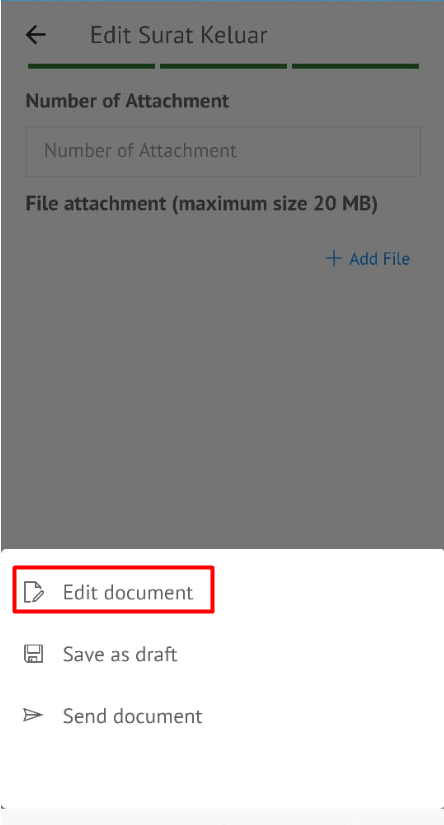 Edit Surat Keluar
Number of Attachment
Number of Attachment
File attachment (maximum size 20 MB)
+ Add File
Edit document
Save as draft
Send document